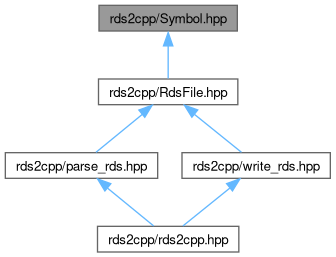 rds2cpp/Symbol.hpp
rds2cpp/RdsFile.hpp
rds2cpp/parse_rds.hpp
rds2cpp/write_rds.hpp
rds2cpp/rds2cpp.hpp